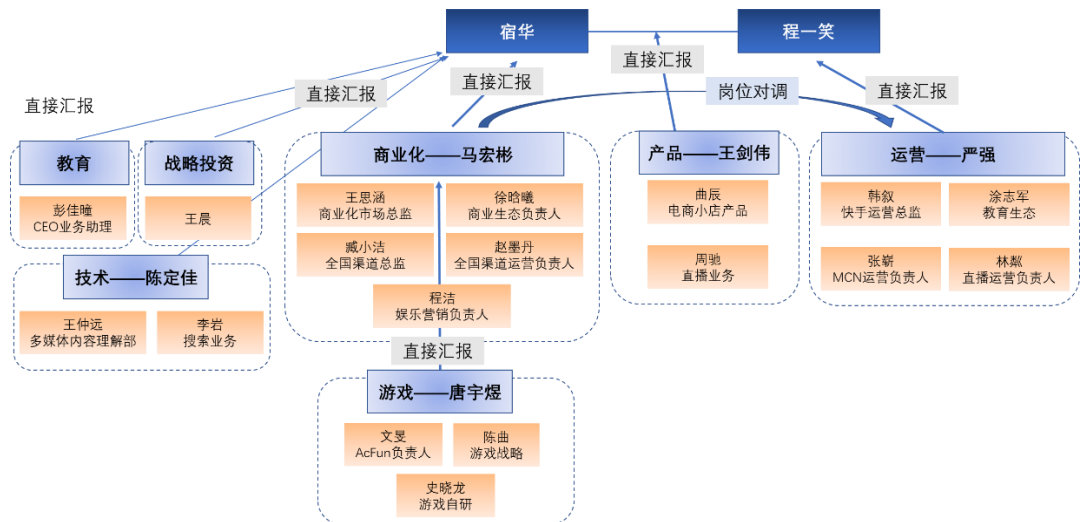 宿华
程一笑
直接汇报
直接汇报
直接汇报
直接汇报
直接汇报
岗位对调
教育
彭佳曈
CEO业务助理
战略投资
王晨
技术——陈定佳
王仲远
多媒体内容理解部
李岩
搜索业务
商业化——马宏彬
王思涵
商业化市场总监
徐晗曦
商业生态负责人
臧小洁
全国渠道总监
赵墨丹
全国渠道运营负责人
程洁
娱乐营销负责人
直接汇报
游戏——唐宇煜
文旻
AcFun负责人
陈曲
游戏战略
史晓龙
游戏自研
产品——王剑伟
曲辰
电商小店产品
周驰
直播业务
运营——严强
韩叙
快手运营总监
涂志军
教育生态
张崭
MCN运营负责人
林粼
直播运营负责人